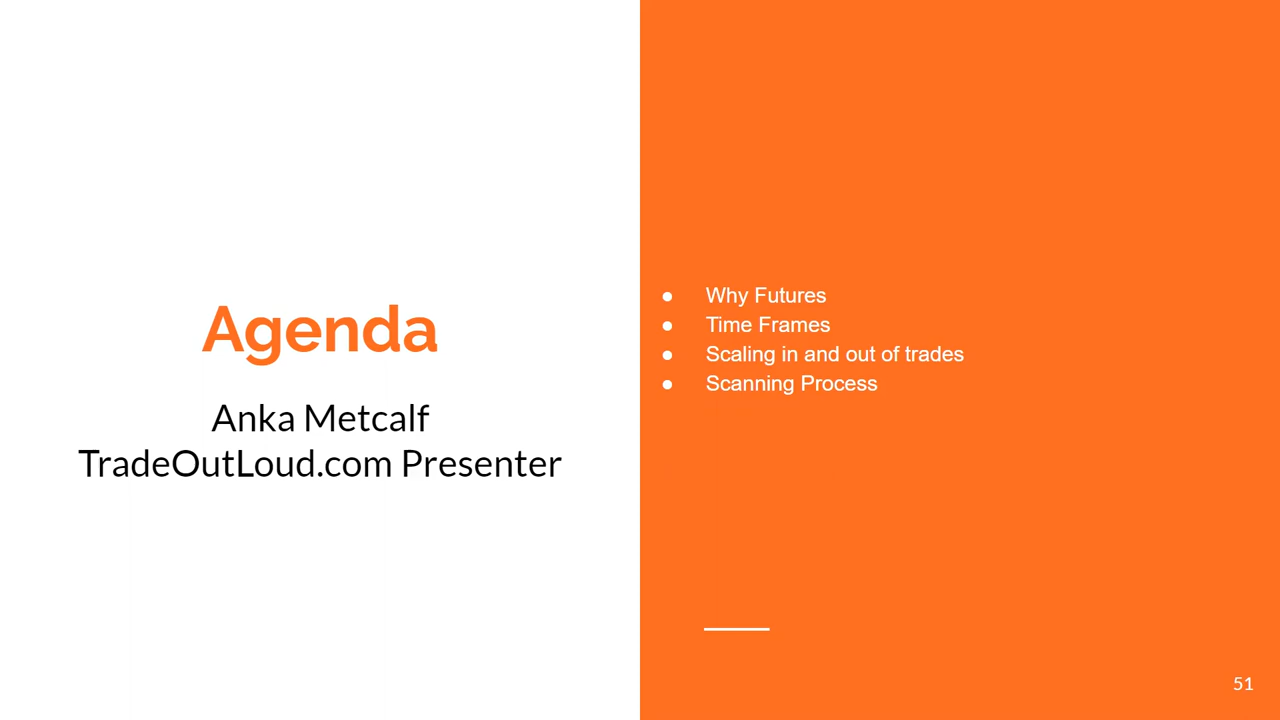 Agenda
Anka Metcalf
TradeOutLoud.com Presenter
● Why Futures
● Time Frames
● Scaling in and out of trades
● Scanning Process
51